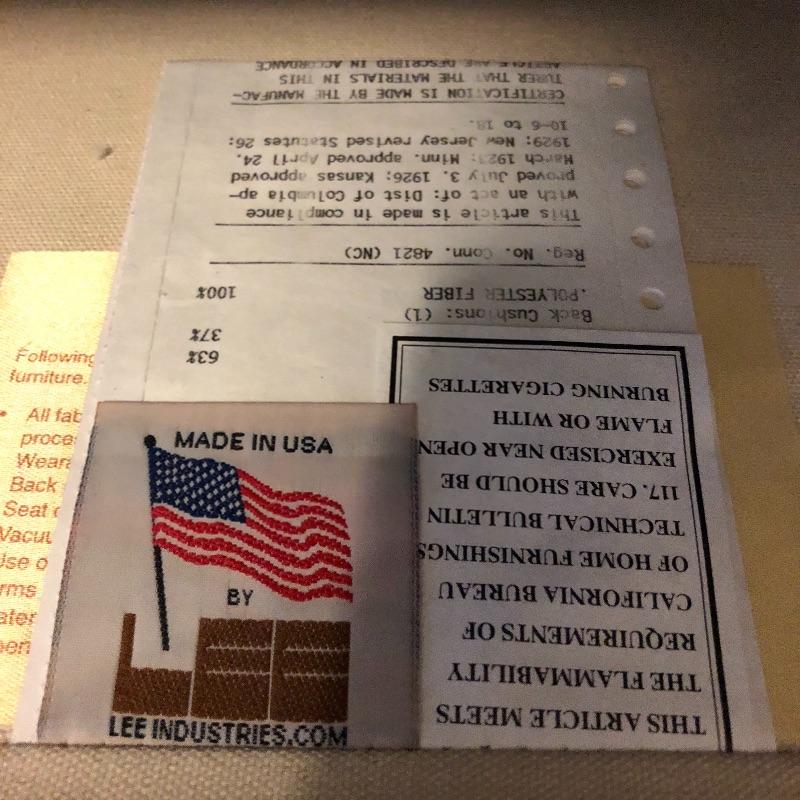 MADE IN USA
BY
LEE
LEE INDUSTRIES.COM
THIS ARTICLE MEETS
THE FLAMMABILITY
REQUIREMENTS OF
CALIFORNIA BUREAU
OF HOME FURNISHINGS
TECHNICAL BULLETIN
117. CARE SHOULD BE
EXERCISED NEAR OPEN
FLAME OR WITH
BURNING CIGARETTES
63%
37%
Back Cushions: (1)
.POLYESTER FIBER 100%
Reg. No. Conn. 4821 (NC)
This article is made in compliance
with an act of: Dist of Columbia ap-
proved July 3. 1926: Kansas approved
March Minn. approved April 24.
1929: New Jersey revised Statutes 26:
10-6 to 18.
CERTIFICATION IS MADE BY THE MANUFAC-
TURER THAT THE MATERIALS IN THIS
ARTICLE ARE DESCRIBED IN ACCORDANCE
Following
furniture.
• All fab
proce
Wear
Back
Seat
Vacuu
Use o